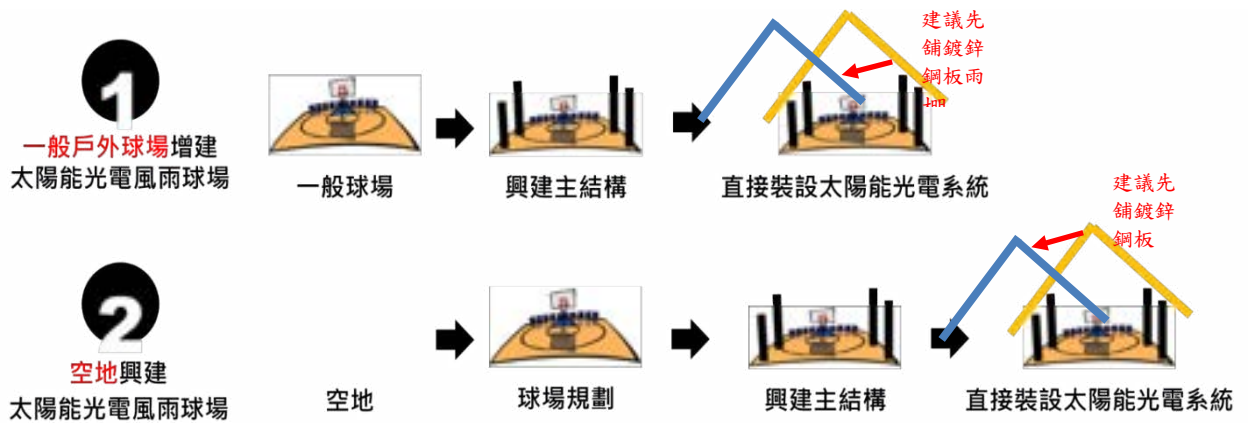 1
一般戶外球場增建
太陽能光電風雨球場
一般球場
興建主結構
直接裝設太陽能光電系統
建議先
舖鍍鋅
鋼板雨
2
空地興建
太陽能光電風雨球場
空地
球場規劃
興建主結構
直接裝設太陽能光電系統
建議先
舖鍍鋅
鋼板